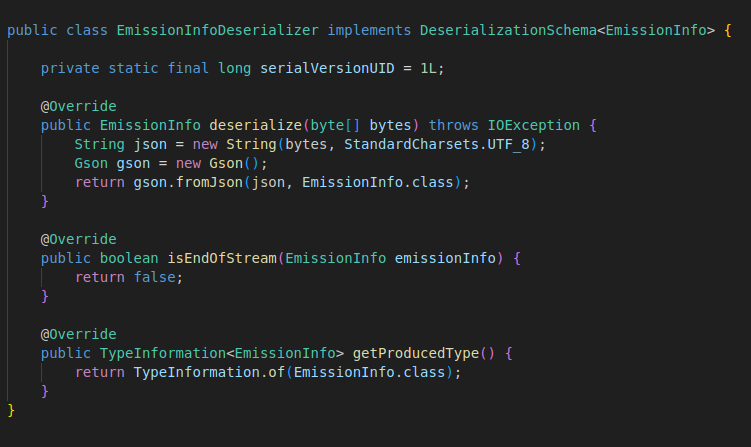 public class EmissionInfoDeserializer implements DeserializationSchema<EmissionInfo> {
private static final long serialVersionUID = 1L;
@Override
public EmissionInfo deserialize(byte[] bytes) throws IOException {
String json = new String(bytes, StandardCharsets.UTF_8);
Gson gson = new Gson();
return gson.fromJson(json, EmissionInfo.class);
}
@Override
public boolean isEndOfStream(EmissionInfo emissionInfo) {
return false;
}
@Override
public TypeInformation<EmissionInfo> getProducedType() {
return TypeInformation.of(EmissionInfo.class);
}
}